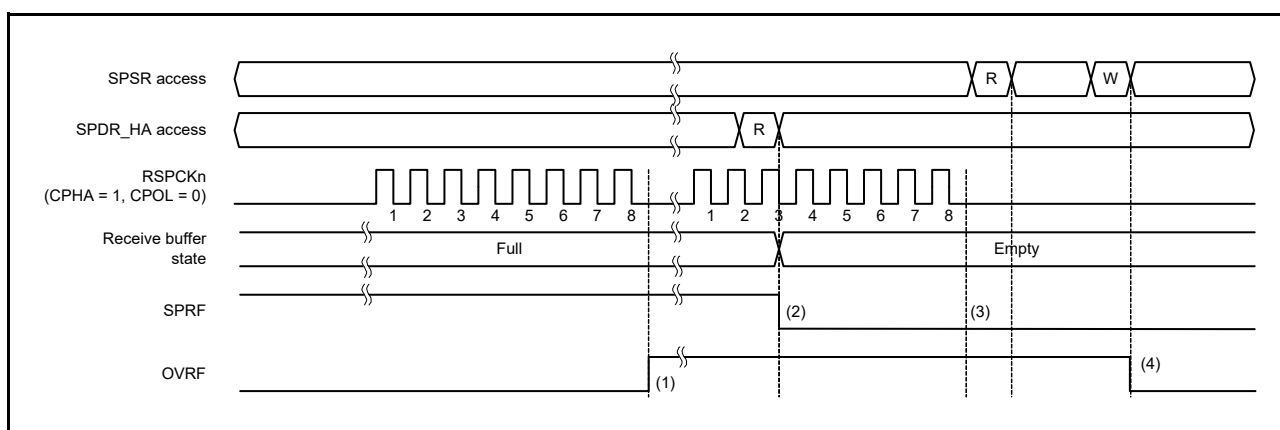 SPSR access
R
W
SPDR_HA access
R
RSPCKn
(CPHA = 1, CPOL = 0)
1 2 3 4 5 6 7 8 1 2 3 4 5 6 7 8
Receive buffer
state
Full
Empty
SPRF
(2)
(3)
OVRF
(1)
(4)